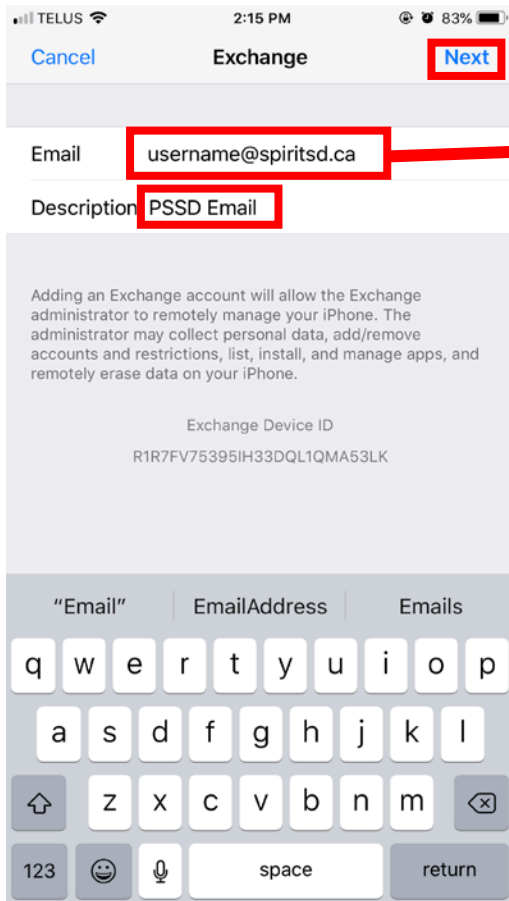 TELUS 2:15 PM 83%
Cancel Exchange Next
Email username@spiritsd.ca
Description PSSD Email
Adding an Exchange account will allow the Exchange
administrator to remotely manage your iPhone. The
administrator may collect personal data, add/remove
accounts and restrictions, list, install, and manage apps, and
remotely erase data on your iPhone.
Exchange Device ID
R1R7FV75395IH33DQL1QMA53LK
“Email” EmailAddress Emails
q w e r t y u i o p
a s d f g h j k l
z x c v b n m
123 space return